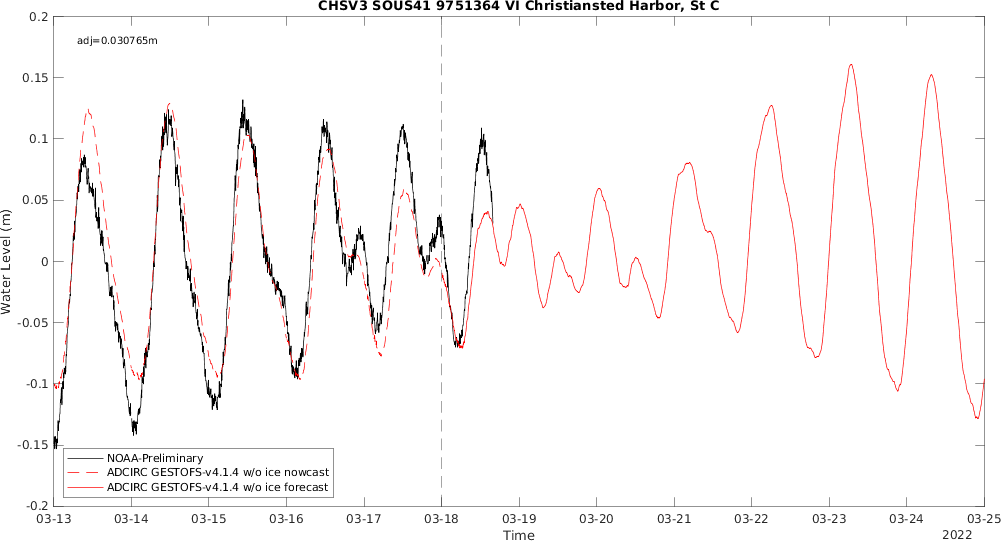 CHSV3 SOUS41 9751364 VI Christiansted Harbor, St C
adj=0.030765m
0.2
0.15
0.1
0.05
0
-0.05
-0.1
-0.15
-0.2
Water Level (m)
NOAA-Preliminary
ADCIRC GESTOFS-v4.1.4 w/o ice nowcast
ADCIRC GESTOFS-v4.1.4 w/o ice forecast
03-13 03-14 03-15 03-16 03-17 03-18 03-19 03-20 03-21 03-22 03-23 03-24 03-25
Time
2022